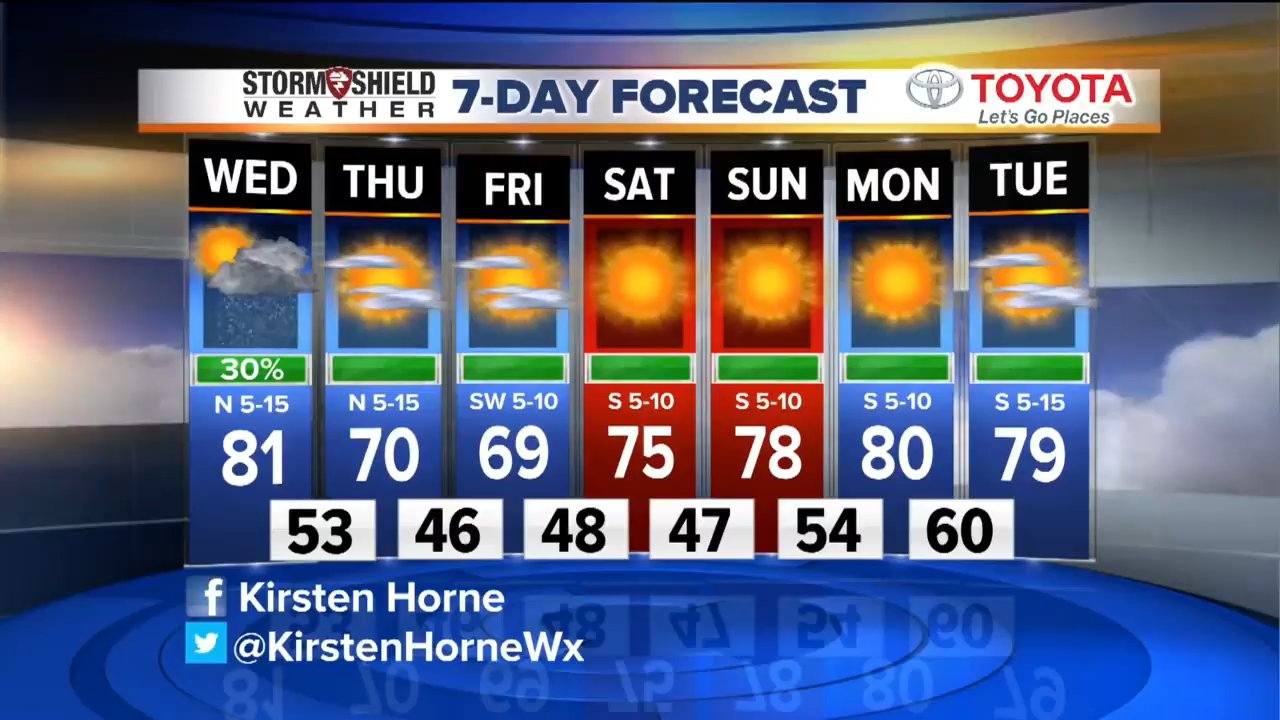 STORM SHIELD
WEATHER
7-DAY FORECAST
TOYOTA
Let's Go Places
WED THU FRI SAT SUN MON TUE
30%
N 5-15 N 5-15 SW 5-10 S 5-10 S 5-10 S 5-10 S 5-15
81 70 69 75 78 80 79
53 46 48 47 54 60
f Kirsten Horne
@KirstenHorneWx